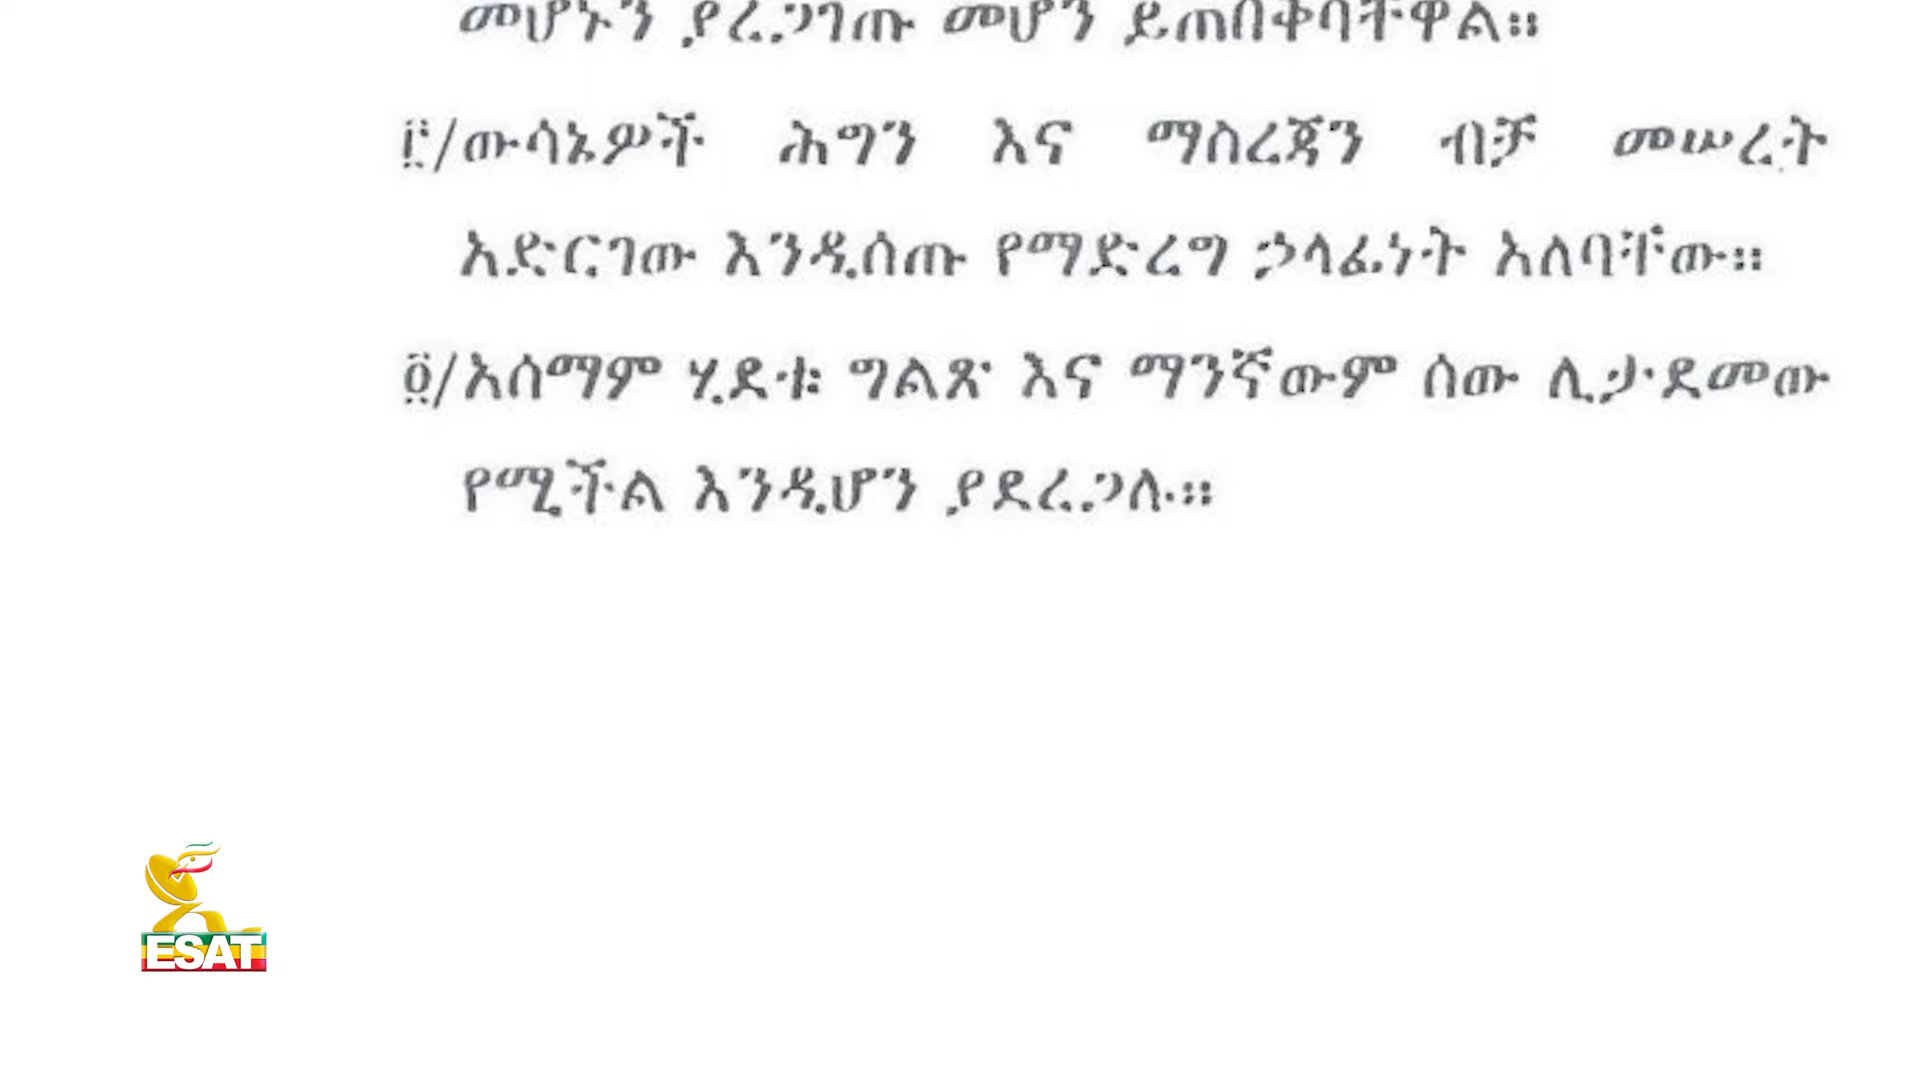 መሆኑን ያረጋገጡ መሆን ይጠበቅባቸዋል።
፫/ውሳኔዎች ሕግን እና ማስረጃን ብቻ መሠረት
አድርገው እንዲሰጡ የማድረግ ኃላፊነት አለባቸው።
፬/አሰማም ሂደቱ ግልጽ እና ማንኛውም ሰው ሊታደመው
የሚችል እንዲሆን ያደረጋሉ።
ESAT